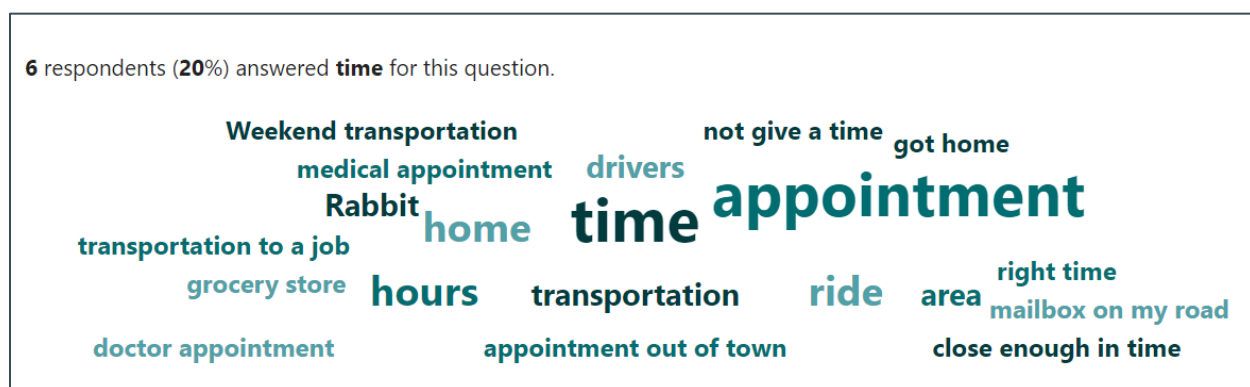 6 respondents (20%) answered time for this question.
Weekend transportation
not give a time
got home
medical appointment
drivers
appointment
Rabbit
home
time
transportation to a job
grocery store
hours
transportation
ride
area
right time
mailbox on my road
doctor appointment
appointment out of town
close enough in time